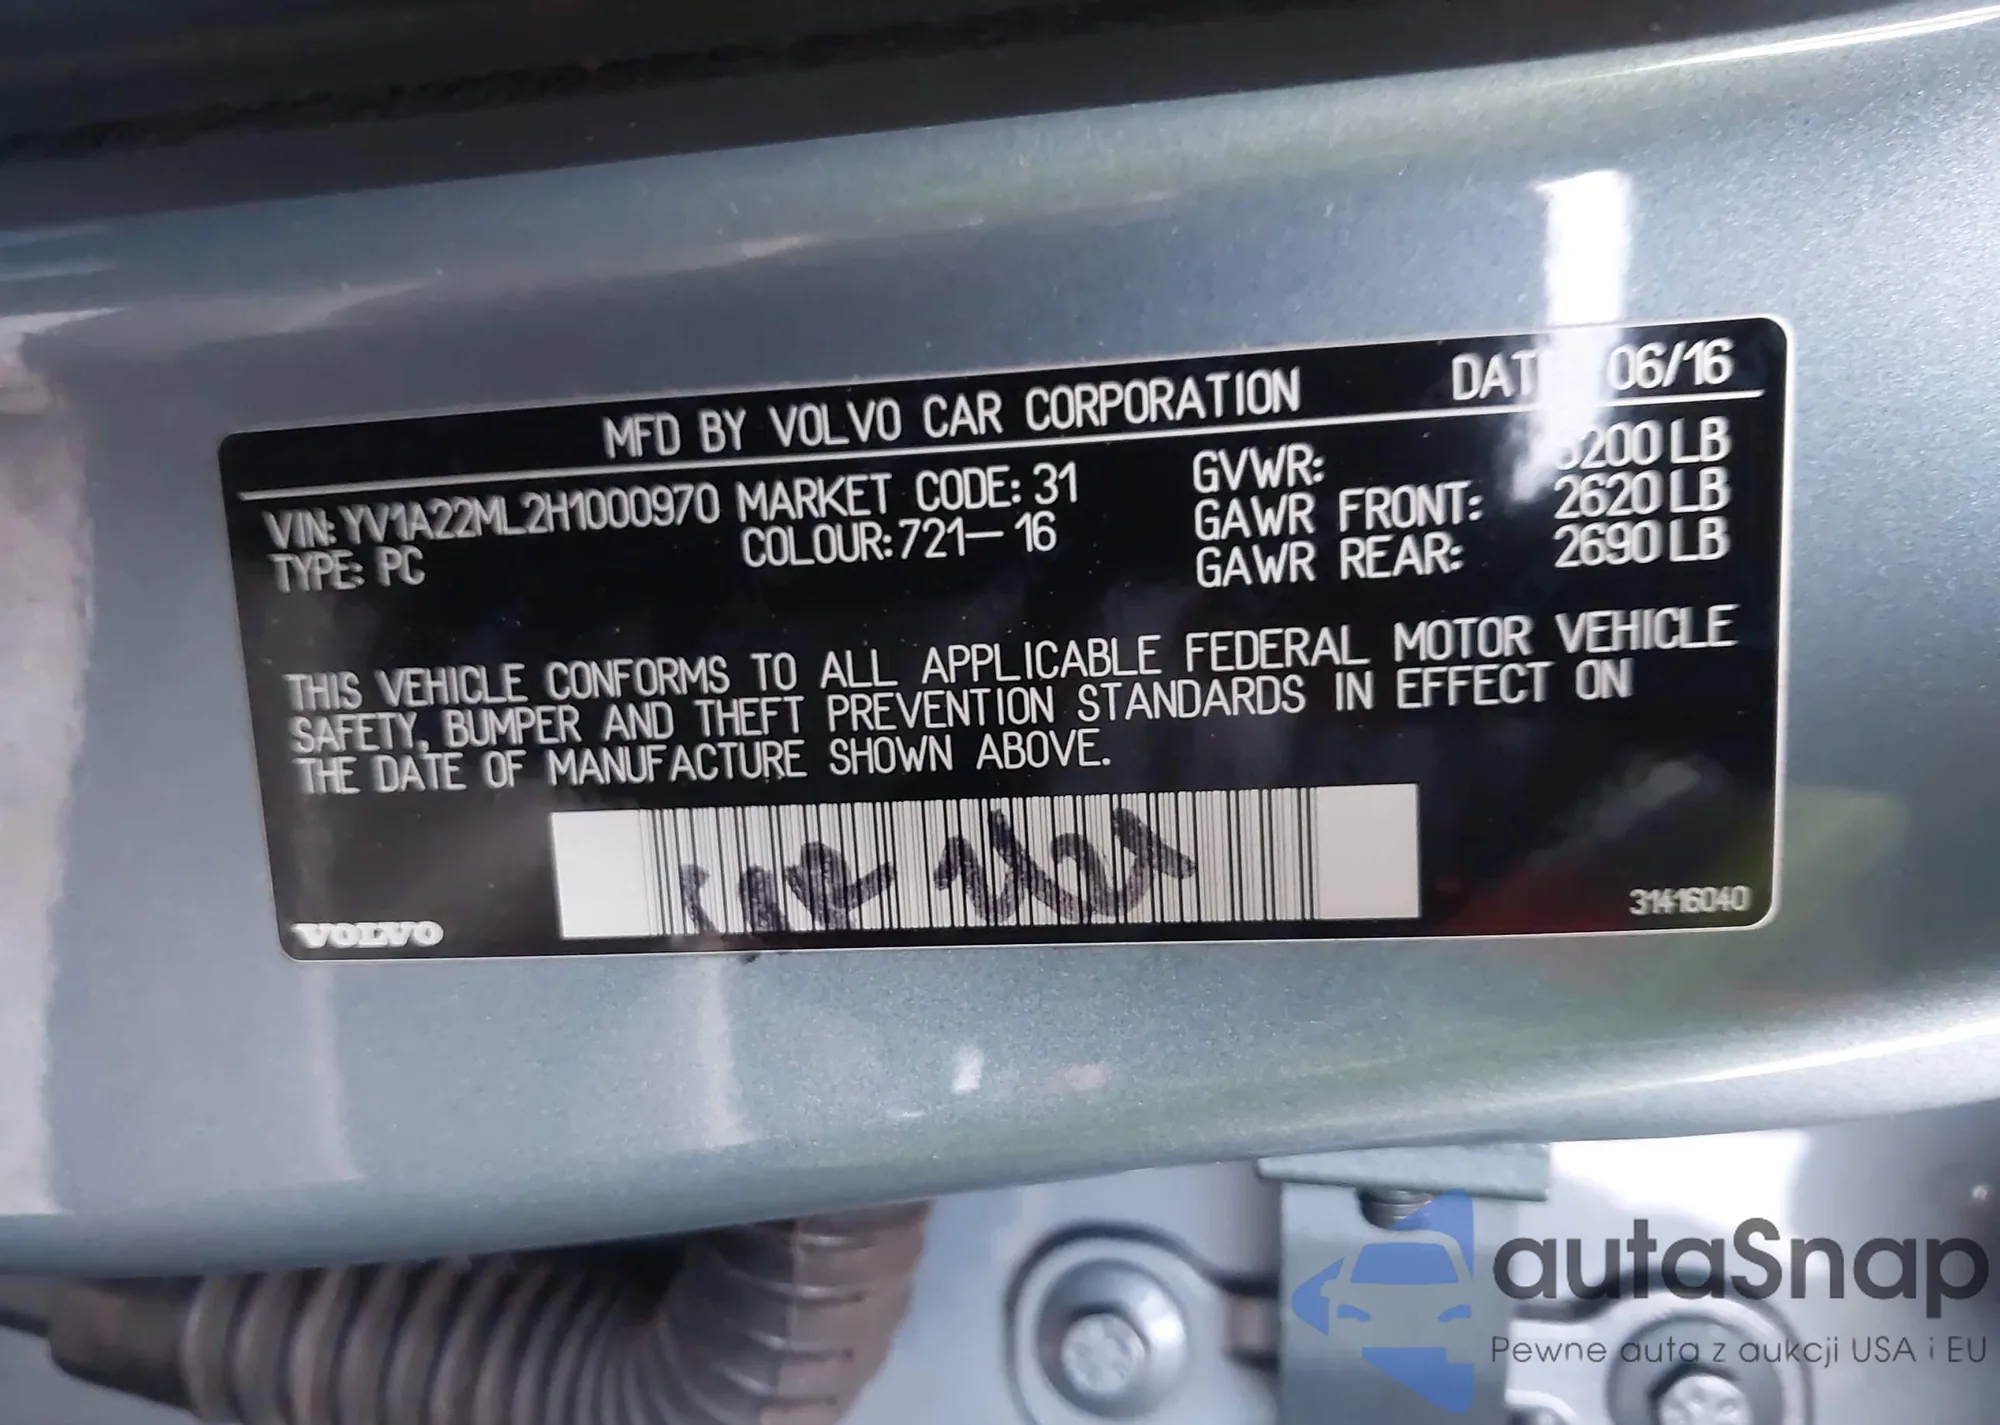 MFD BY VOLVO CAR CORPORATION DAT 06/16
VIN: YV1A22ML2H1000970 MARKET CODE: 31 GVWR: 200 LB
TYPE: PC COLOUR: 721-16 GAWR FRONT: 2620 LB
GAWR REAR: 2690 LB
THIS VEHICLE CONFORMS TO ALL APPLICABLE FEDERAL MOTOR VEHICLE
SAFETY, BUMPER AND THEFT PREVENTION STANDARDS IN EFFECT ON
THE DATE OF MANUFACTURE SHOWN ABOVE.
31416040
VOLVO
autaSnap
Pewne auta z aukcji USA i EU